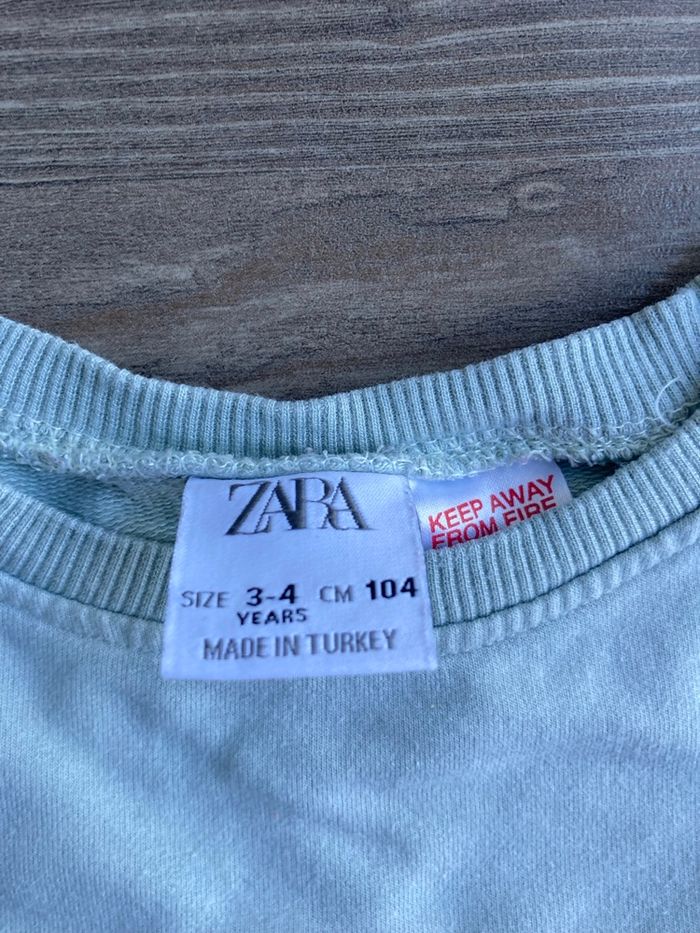 ZARA
SIZE 3-4 CM 104
YEARS
MADE IN TURKEY
KEEP AWAY
FROM FIRE